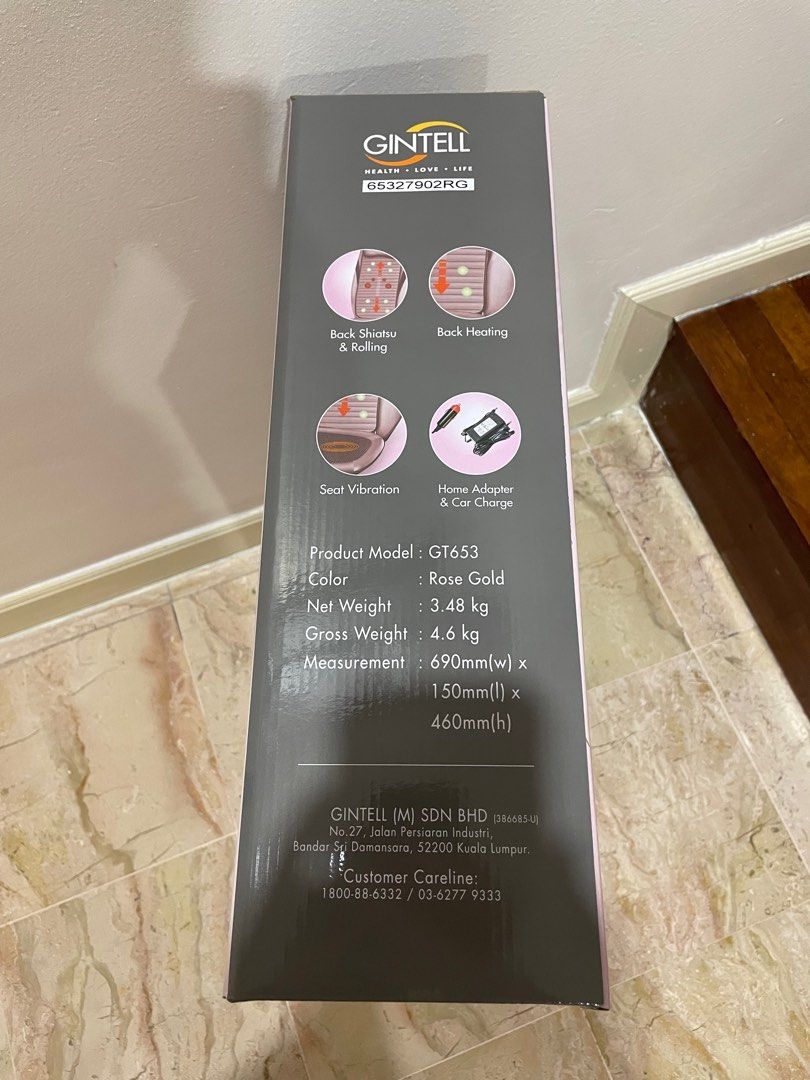 GINTELL
HEALTH • LOVE • LIFE
65327902RG
Back Shiatsu
& Rolling
Back Heating
Seat Vibration
Home Adapter
& Car Charge
Product Model : GT653
Color : Rose Gold
Net Weight : 3.48 kg
Gross Weight : 4.6 kg
Measurement : 690mm(w) x
150mm(l) x
460mm(h)
GINTELL (M) SDN BHD (386685-U)
No.27, Jalan Persiaran Industri,
Bandar Sri Damansara, 52200 Kuala Lumpur.
Customer Careline:
1800-88-6332 / 03-6277 9333